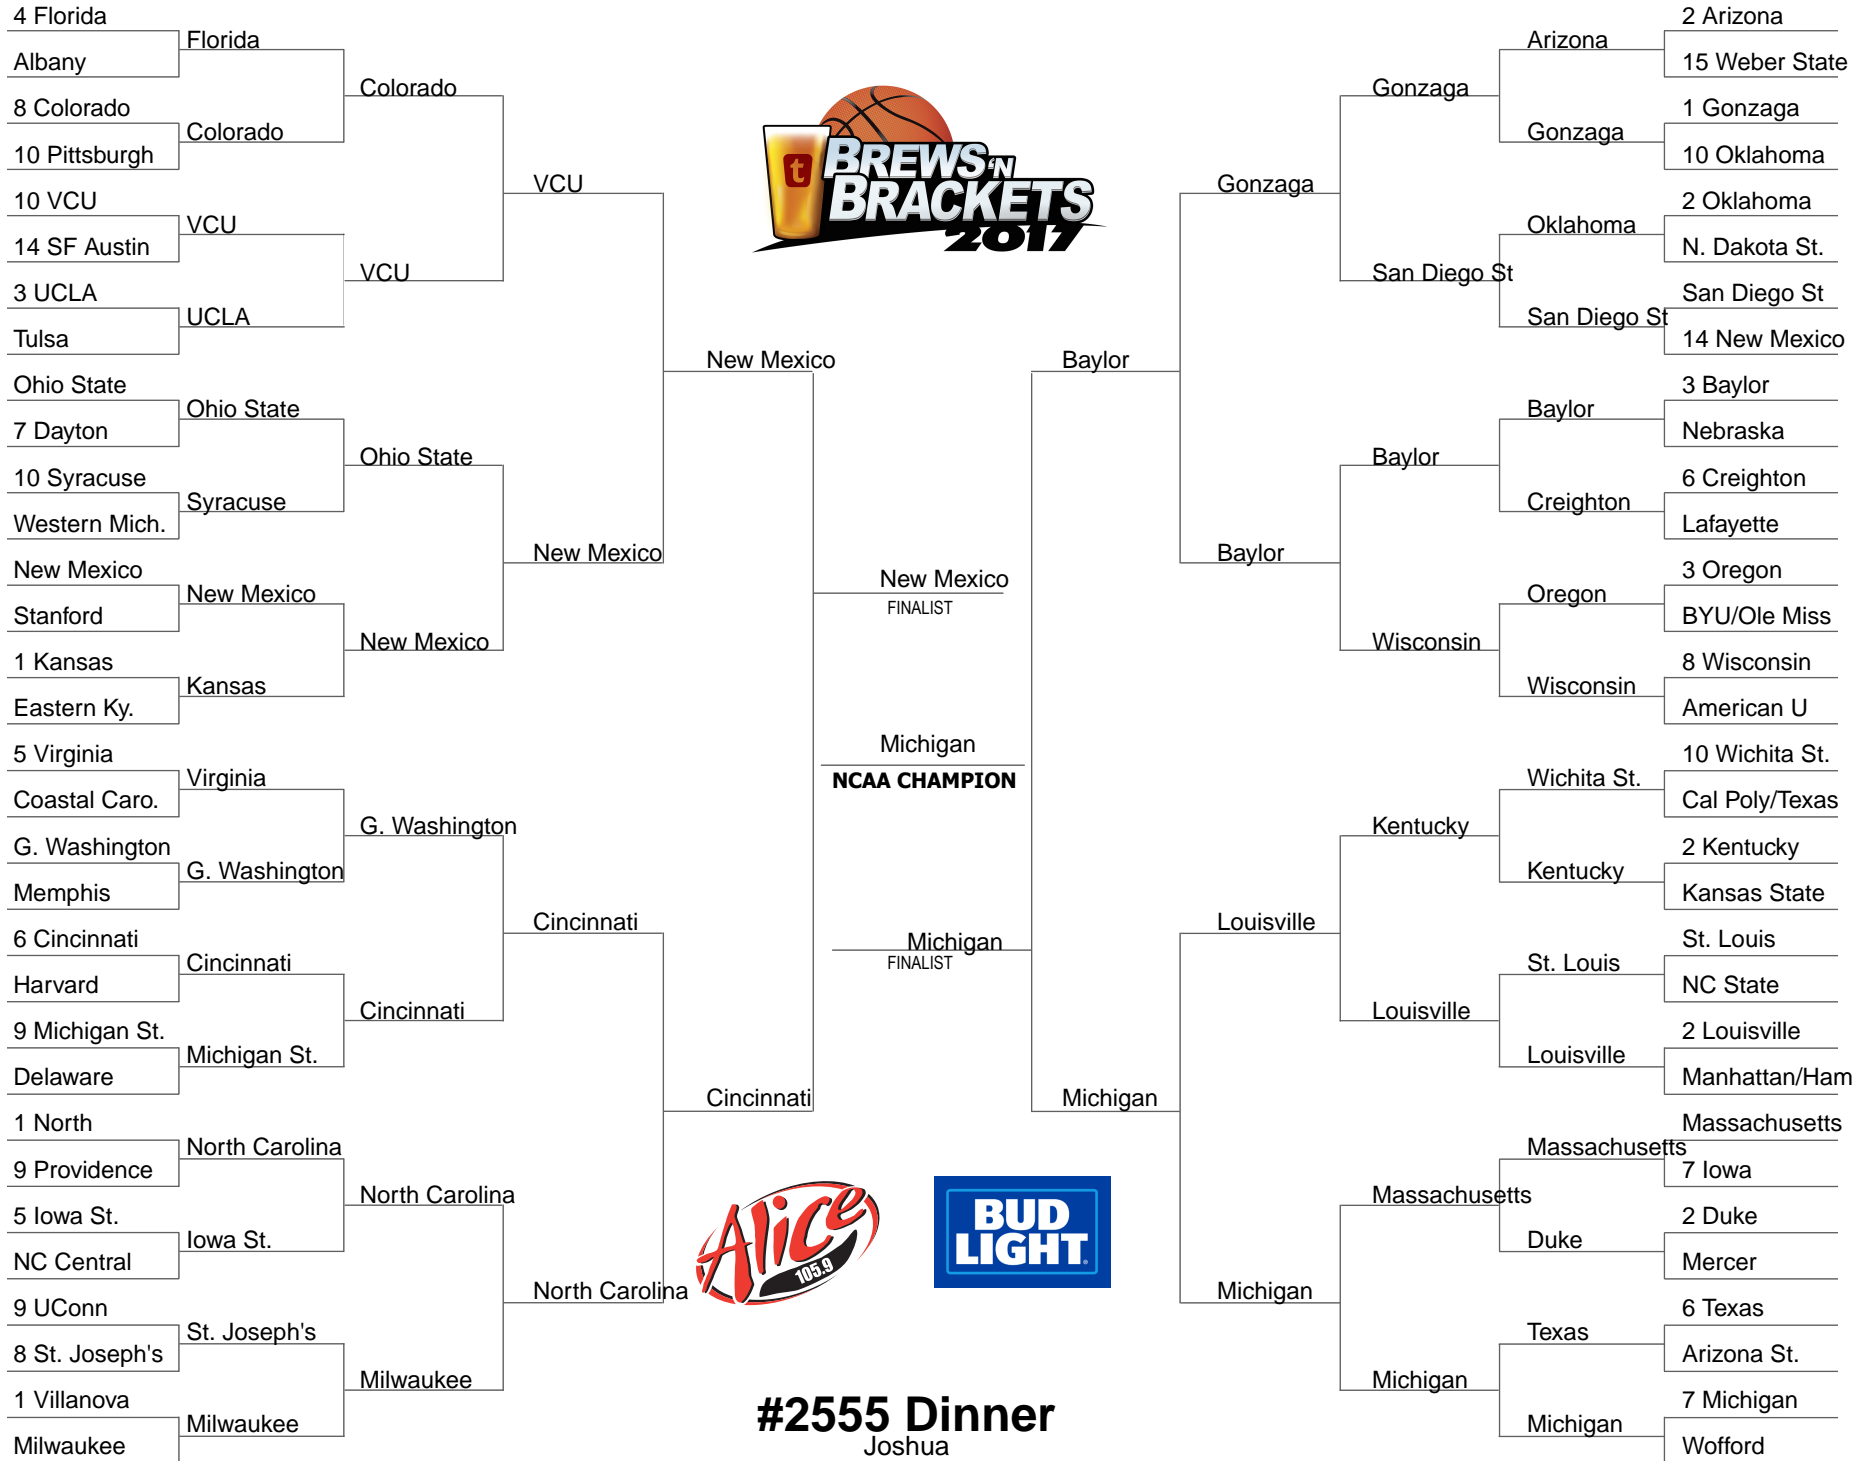 4 Florida
Albany
8 Colorado
10 Pittsburgh
10 VCU
14 SF Austin
3 UCLA
Tulsa
Ohio State
7 Dayton
10 Syracuse
Western Mich.
New Mexico
Stanford
1 Kansas
Eastern Ky.
5 Virginia
Coastal Caro.
G. Washington
Memphis
6 Cincinnati
Harvard
9 Michigan St.
Delaware
1 North
9 Providence
5 Iowa St.
NC Central
9 UConn
8 St. Joseph's
1 Villanova
Milwaukee
Florida
Colorado
VCU
UCLA
Ohio State
Syracuse
New Mexico
Kansas
Virginia
G. Washington
Cincinnati
Michigan St.
North Carolina
Iowa St.
St. Joseph's
Milwaukee
Colorado
VCU
Ohio State
New Mexico
G. Washington
Cincinnati
North Carolina
Milwaukee
VCU
New Mexico
Cincinnati
North Carolina
New Mexico
Cincinnati
t
BREWS 'N
BRACKETS
2017
New Mexico
FINALIST
Michigan
NCAA CHAMPION
Michigan
FINALIST
Alice
105.9
BUD
LIGHT
#2555 Dinner
Joshua
Baylor
Michigan
Gonzaga
Baylor
Louisville
Michigan
Gonzaga
San Diego St
Baylor
Wisconsin
Kentucky
Louisville
Massachusetts
Michigan
Arizona
Gonzaga
Oklahoma
San Diego St
Baylor
Creighton
Oregon
Wisconsin
Wichita St.
Kentucky
St. Louis
Louisville
Massachusetts
Duke
Texas
Michigan
2 Arizona
15 Weber State
1 Gonzaga
10 Oklahoma
2 Oklahoma
N. Dakota St.
San Diego St
14 New Mexico
3 Baylor
Nebraska
6 Creighton
Lafayette
3 Oregon
BYU/Ole Miss
8 Wisconsin
American U
10 Wichita St.
Cal Poly/Texas
2 Kentucky
Kansas State
St. Louis
NC State
2 Louisville
Manhattan/Ham
Massachusetts
7 Iowa
2 Duke
Mercer
6 Texas
Arizona St.
7 Michigan
Wofford